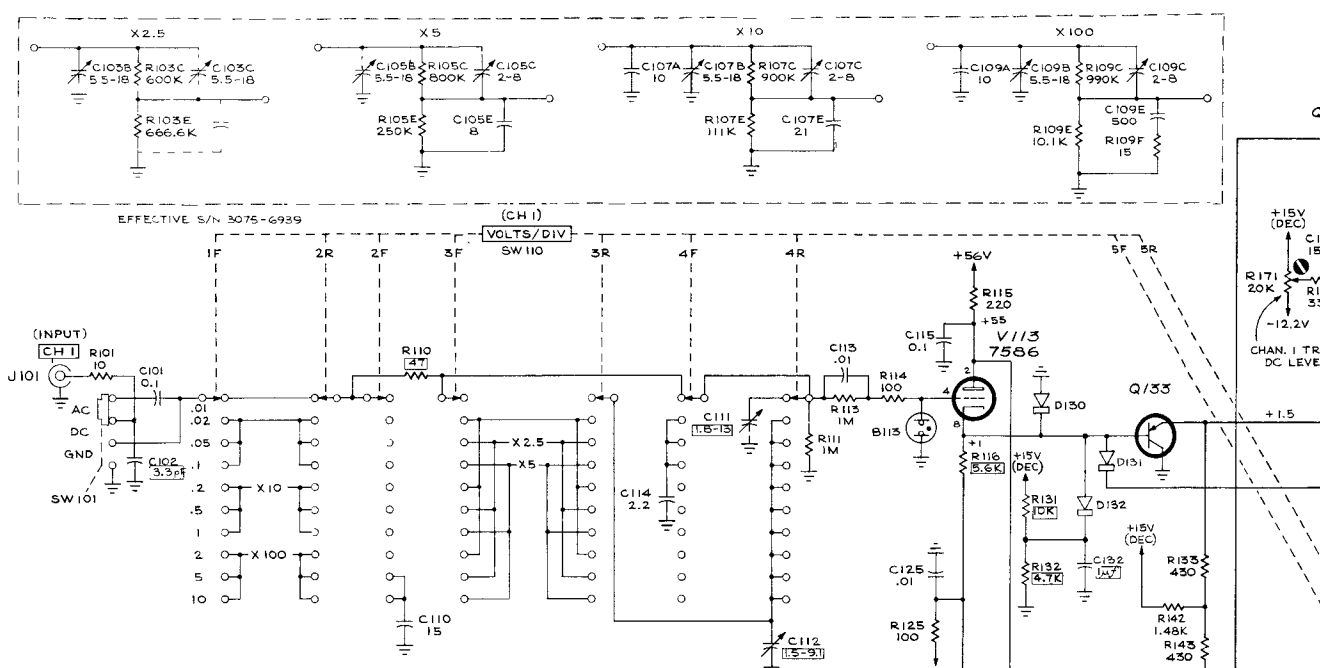 X2.5
X5
X10
X100
C103B
5.5-18
R103C
600K
C103C
5.5-18
R103E
666.6K
C105B
5.5-18
R105C
800K
C105C
2-8
R105E
250K
C105E
8
C107A
10
C107B
5.5-18
R107C
900K
C107C
2-8
R107E
111K
C107E
21
C109A
10
C109B
5.5-18
R109C
990K
C109C
2-8
R109E
10.1K
C109E
500
R109F
15
EFFECTIVE S/N 3075-6939
(CH 1)
VOLTS/DIV
SW110
1F
2R
2F
3F
3R
4F
4R
5F
5R
(INPUT)
CH 1
J101
R101
10
C101
0.1
AC
DC
GND
SW101
C102
3.3pF
.01
.02
.05
.1
.2
.5
1
2
5
10
X10
X100
R110
47
X2.5
X5
C110
15
C114
2.2
C111
1.8-13
R111
1M
C112
1.5-9.1
C113
.01
R113
1M
R114
100
B113
+56V
R115
220
C115
0.1
+55
V113
7586
2
4
8
+1
R116
5.6K
D130
Q133
+1.5
D131
D132
+15V
(DEC)
R131
10K
R132
4.7K
C132
1μf
C125
.01
R125
100
+15V
(DEC)
R133
430
R142
1.48K
R143
430
+15V
(DEC)
R171
20K
-12.2V
CHAN. 1 TR
DC LEVE